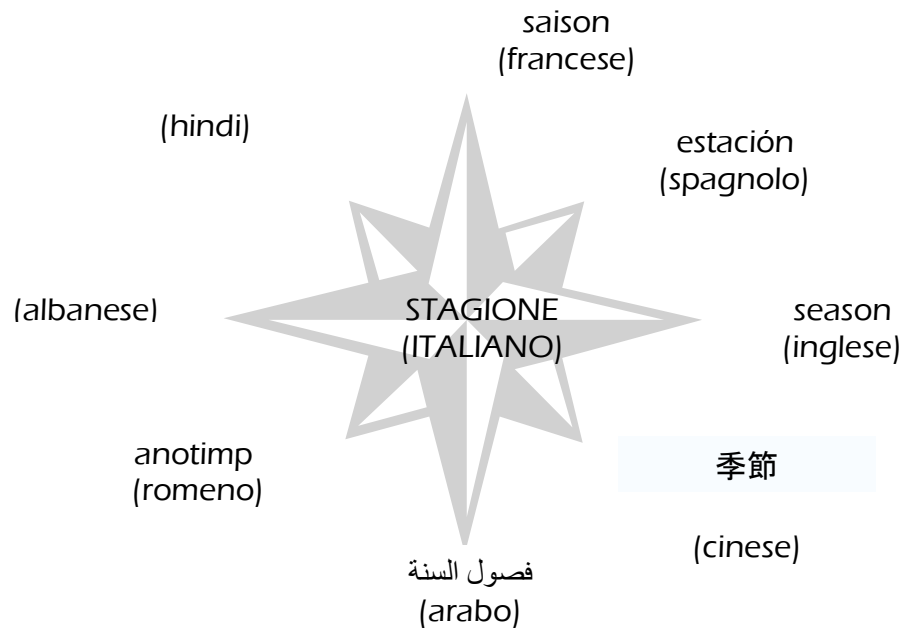 saison
(francese)
(hindi)
estación
(spagnolo)
(albanese)
STAGIONE
(ITALIANO)
season
(inglese)
anotimp
(romeno)
季節
(cinese)
فصول السنة
(arabo)